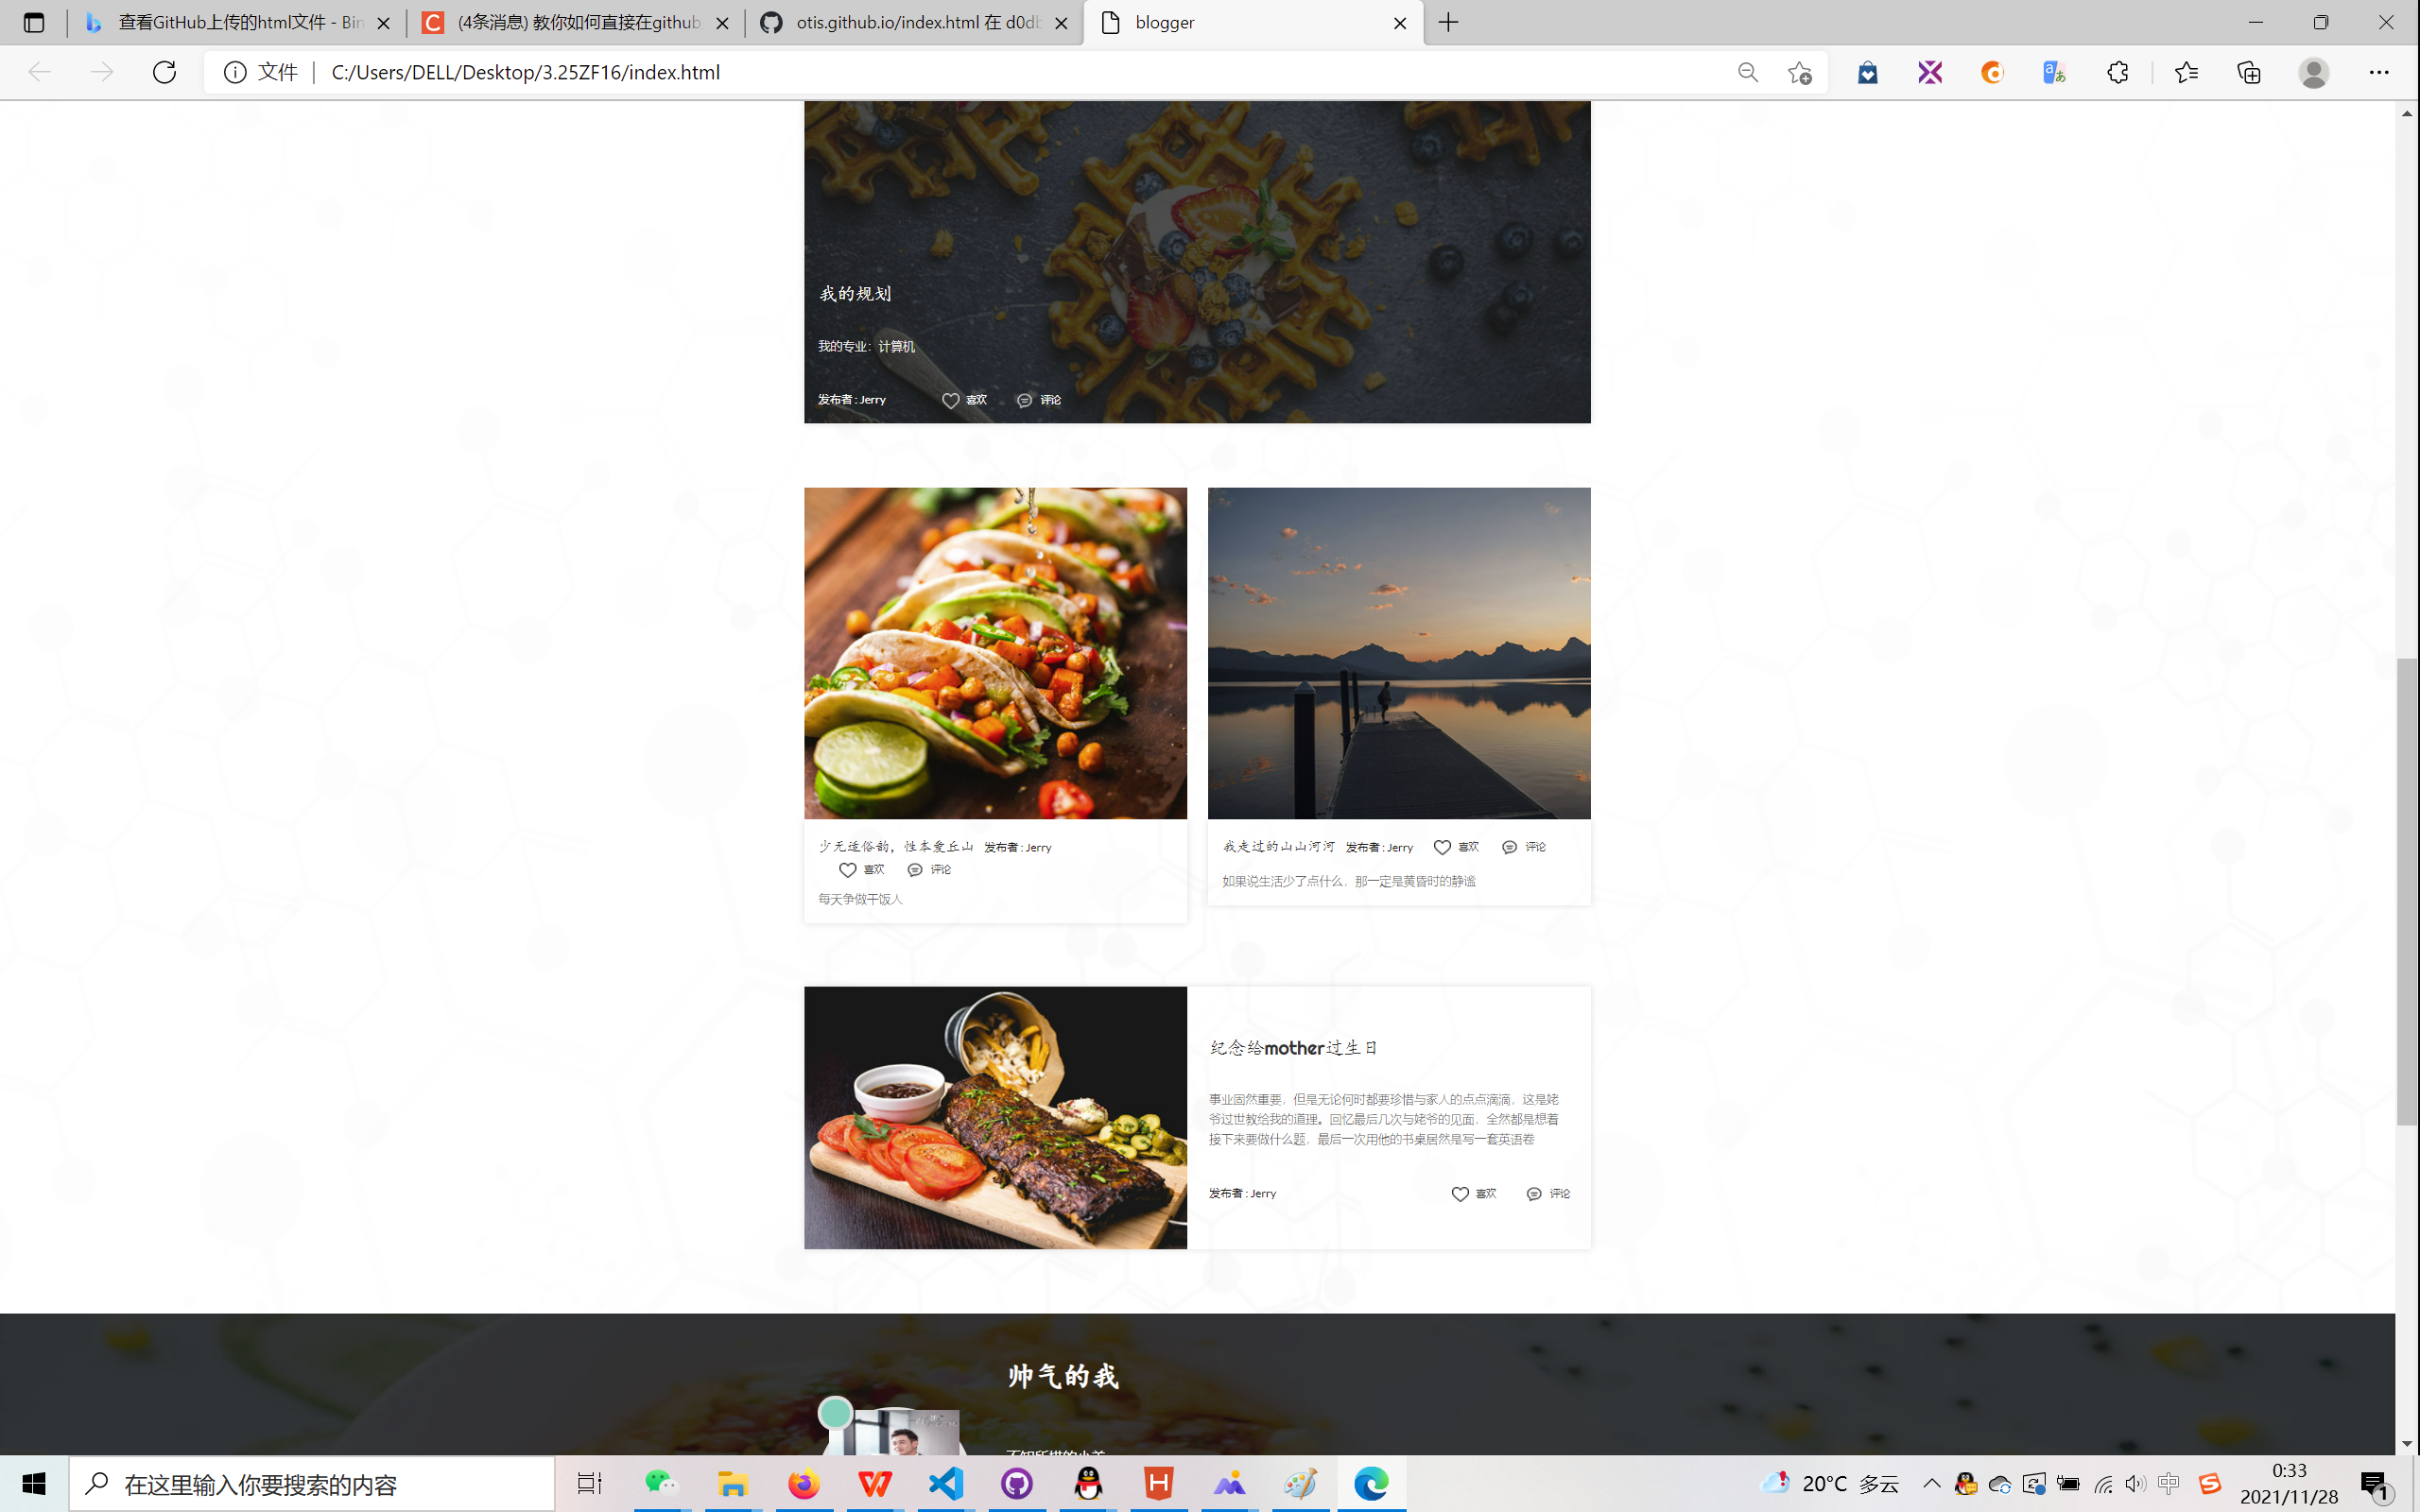 查看GitHub上传的html文件 - Bin
(4条消息) 教你如何直接在github
otis.github.io/index.html 在 d0db
blogger
文件
C:/Users/DELL/Desktop/3.25ZF16/index.html
我的规划
我的专业：计算机
发布者 : Jerry 喜欢 评论
少无适俗韵，性本爱丘山 发布者 : Jerry
喜欢 评论
每天争做干饭人
我走过的山山河河 发布者 : Jerry 喜欢 评论
如果说生活少了点什么，那一定是黄昏时的静谧
纪念给mother过生日
事业固然重要，但是无论何时都要珍惜与家人的点点滴滴，这是姥
爷过世教给我的道理。回忆最后几次与姥爷的见面，全然都是想着
接下来要做什么题，最后一次用他的书桌居然是写一套英语卷
发布者 : Jerry 喜欢 评论
帅气的我
在这里输入你要搜索的内容
20°C 多云
中
0:33
2021/11/28
1